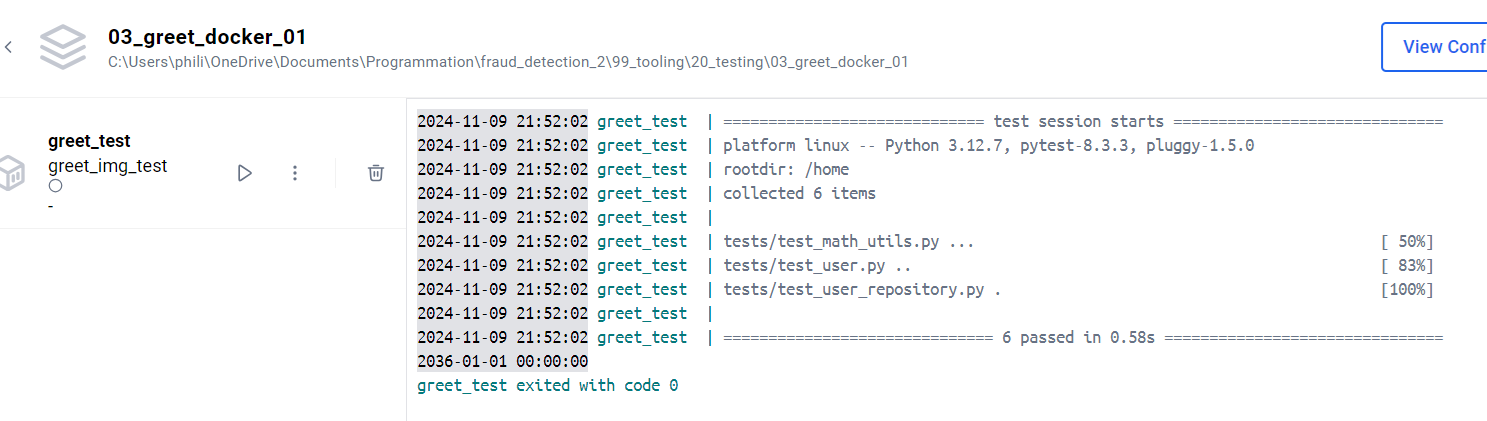 03_greet_docker_01
C:\Users\phili\OneDrive\Documents\Programmation\fraud_detection_2\99_tooling\20_testing\03_greet_docker_01
View Conf
greet_test
greet_img_test
-
2024-11-09 21:52:02 greet_test  | ============================= test session starts ==============================
2024-11-09 21:52:02 greet_test  | platform linux -- Python 3.12.7, pytest-8.3.3, pluggy-1.5.0
2024-11-09 21:52:02 greet_test  | rootdir: /home
2024-11-09 21:52:02 greet_test  | collected 6 items
2024-11-09 21:52:02 greet_test  |
2024-11-09 21:52:02 greet_test  | tests/test_math_utils.py ...                                             [ 50%]
2024-11-09 21:52:02 greet_test  | tests/test_user.py ..                                                    [ 83%]
2024-11-09 21:52:02 greet_test  | tests/test_user_repository.py .                                          [100%]
2024-11-09 21:52:02 greet_test  |
2024-11-09 21:52:02 greet_test  | ============================== 6 passed in 0.58s ===============================
2036-01-01 00:00:00
greet_test exited with code 0